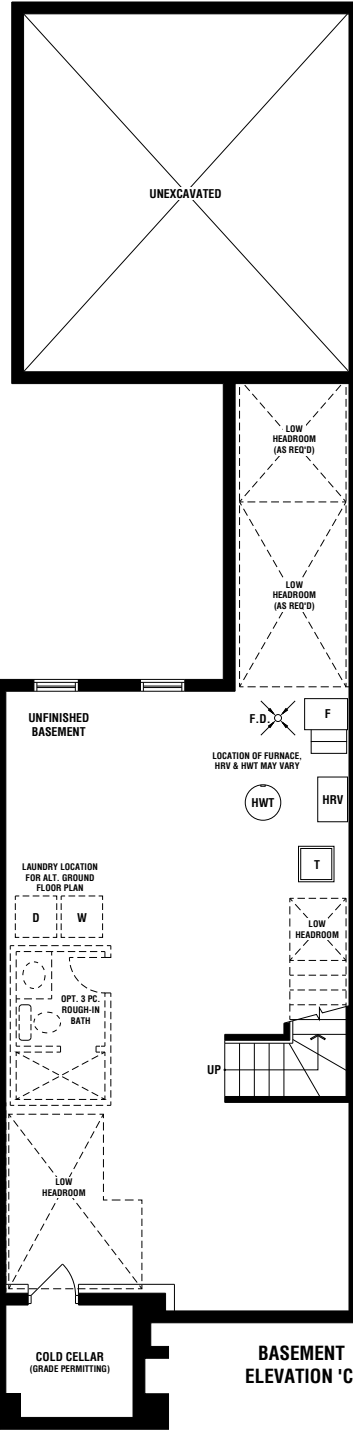 UNEXCAVATED
LOW
HEADROOM
(AS REQ'D)
LOW
HEADROOM
(AS REQ'D)
UNFINISHED
BASEMENT
F.D.
F
LOCATION OF FURNACE,
HRV & HWT MAY VARY
HWT
HRV
T
LAUNDRY LOCATION
FOR ALT. GROUND
FLOOR PLAN
D
W
LOW
HEADROOM
OPT. 3 PC.
ROUGH-IN
BATH
UP
LOW
HEADROOM
COLD CELLAR
(GRADE PERMITTING)
BASEMENT
ELEVATION 'C